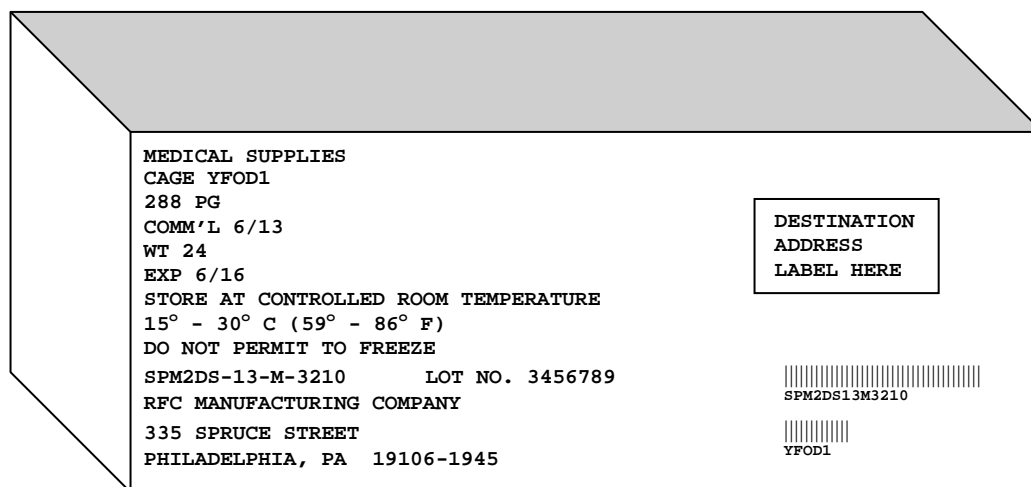 MEDICAL SUPPLIES
CAGE YFOD1
288 PG
COMM'L 6/13
WT 24
EXP 6/16
STORE AT CONTROLLED ROOM TEMPERATURE
15° - 30° C (59° - 86° F)
DO NOT PERMIT TO FREEZE
SPM2DS-13-M-3210 LOT NO. 3456789
RFC MANUFACTURING COMPANY
335 SPRUCE STREET
PHILADELPHIA, PA 19106-1945
DESTINATION
ADDRESS
LABEL HERE
SPM2DS13M3210
YFOD1